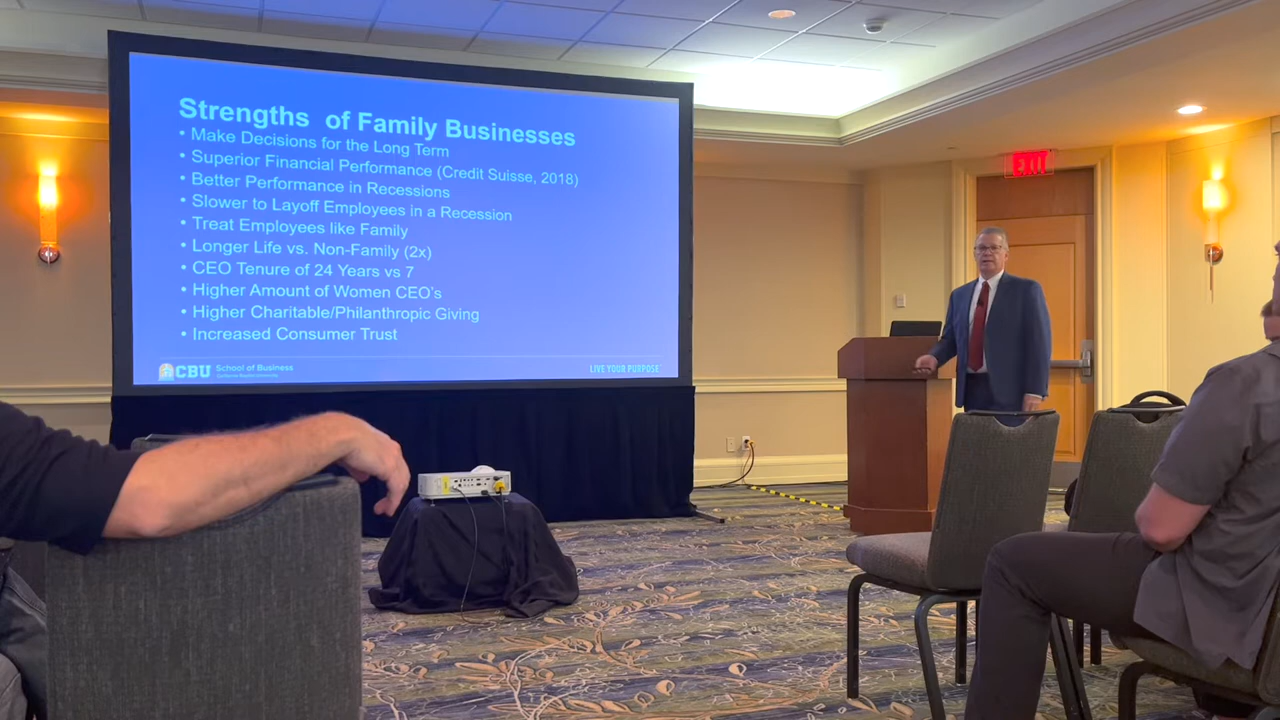 Strengths of Family Businesses
• Make Decisions for the Long Term
• Superior Financial Performance (Credit Suisse, 2018)
• Better Performance in Recessions
• Slower to Layoff Employees in a Recession
• Treat Employees like Family
• Longer Life vs. Non-Family (2x)
• CEO Tenure of 24 Years vs 7
• Higher Amount of Women CEO's
• Higher Charitable/Philanthropic Giving
• Increased Consumer Trust
CBU School of Business
California Baptist University
LIVE YOUR PURPOSE
EXIT